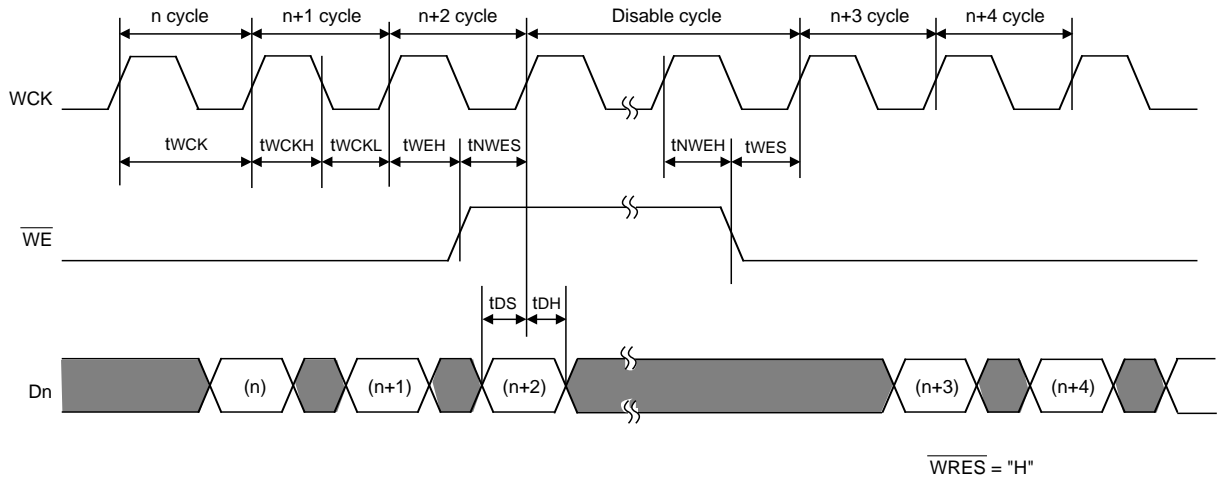 n cycle n+1 cycle n+2 cycle Disable cycle n+3 cycle n+4 cycle
WCK
tWCK tWCKH tWCKL tWEH tNWES tNWEH tWES
WE
tDS tDH
Dn (n) (n+1) (n+2) (n+3) (n+4)
WRES = "H"